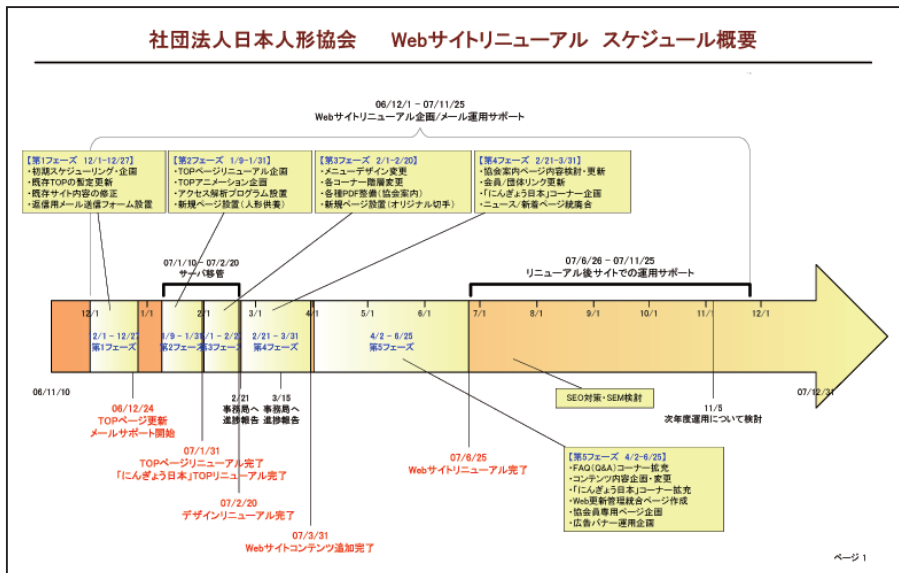 社団法人日本人形協会 Webサイトリニューアル スケジュール概要
06/12/1 - 07/11/25
Webサイトリニューアル企画/メール運用サポート
【第1フェーズ 12/1-12/27】
・初期スケジューリング・企画
・既存TOPの暫定更新
・既存サイト内容の修正
・返信用メール送信フォーム設置
【第2フェーズ 1/9-1/31】
・TOPページリニューアル企画
・TOPアニメーション企画
・アクセス解析プログラム設置
・新規ページ設置(人形供養)
【第3フェーズ 2/1-2/20】
・メニューデザイン変更
・各コーナー階層変更
・各種PDF整備(協会案内)
・新規ページ設置(オリジナル切手)
【第4フェーズ 2/21-3/31】
・協会案内ページ内容検討・更新
・会員/団体リンク更新
・「にんぎょう日本」コーナー企画
・ニュース/新着ページ統廃合
07/1/10 - 07/2/20
サーバ移管
07/6/26 - 07/11/25
リニューアル後サイトでの運用サポート
12/1
1/1
2/1
3/1
4/1
5/1
6/1
7/1
8/1
9/1
10/1
11/1
12/1
2/1 - 12/27
第1フェーズ
1/9 - 1/31
第2フェーズ
/1 - 2/2
第3フェーズ
2/21 - 3/31
第4フェーズ
4/2 - 6/25
第5フェーズ
06/11/10
07/12/31
06/12/24
TOPページ更新
メールサポート開始
2/21
事務局へ
進捗報告
3/15
事務局へ
進捗報告
SEO対策・SEM検討
11/5
次年度運用について検討
07/1/31
TOPページリニューアル完了
「にんぎょう日本」TOPリニューアル完了
07/2/20
デザインリニューアル完了
07/3/31
Webサイトコンテンツ追加完了
07/6/25
Webサイトリニューアル完了
【第5フェーズ 4/2-6/25】
・FAQ(Q&A)コーナー拡充
・コンテンツ内容企画・変更
・「にんぎょう日本」コーナー拡充
・Web更新管理統合ページ作成
・協会員専用ページ企画
・広告バナー運用企画
ページ 1